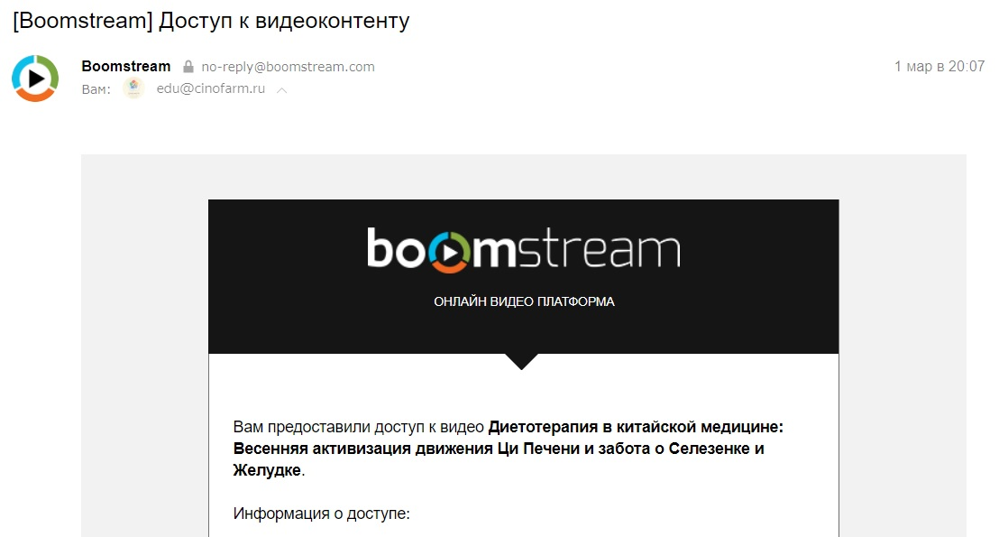 [Boomstream] Доступ к видеоконтенту
Boomstream no-reply@boomstream.com 1 мар в 20:07
Вам: edu@cinofarm.ru
boomstream
ОНЛАЙН ВИДЕО ПЛАТФОРМА
Вам предоставили доступ к видео Диетотерапия в китайской медицине:
Весенняя активизация движения Ци Печени и забота о Селезенке и
Желудке.
Информация о доступе: